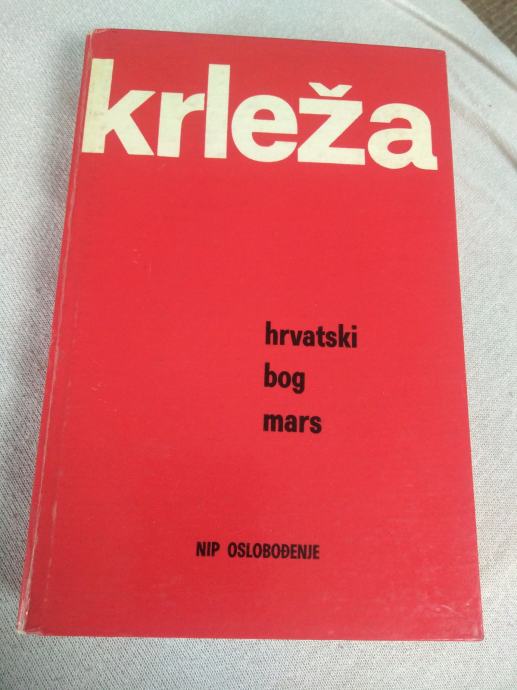 krleža
hrvatski
bog
mars
NIP OSLOBOĐENJE